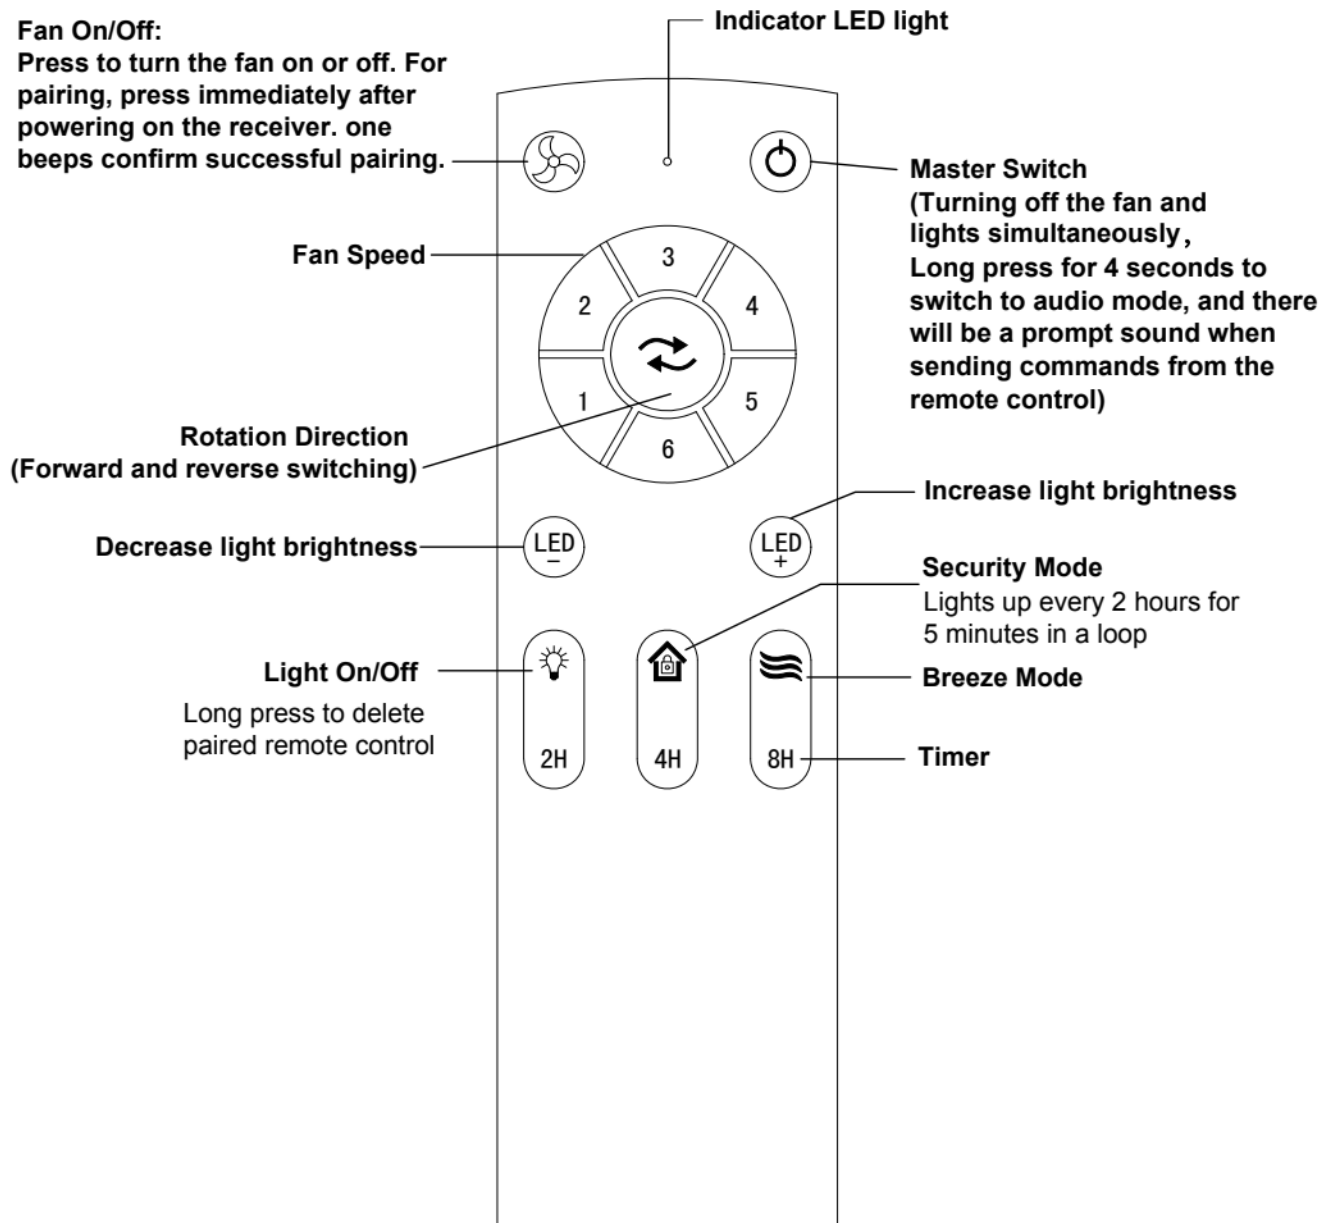 Fan On/Off:
Press to turn the fan on or off. For
pairing, press immediately after
powering on the receiver. one
beeps confirm successful pairing.
Indicator LED light
Master Switch
(Turning off the fan and
lights simultaneously,
Long press for 4 seconds to
switch to audio mode, and there
will be a prompt sound when
sending commands from the
remote control)
Fan Speed
3
2
4
1
5
6
Rotation Direction
(Forward and reverse switching)
Increase light brightness
Decrease light brightness
LED
-
LED
+
Security Mode
Lights up every 2 hours for
5 minutes in a loop
Light On/Off
Long press to delete
paired remote control
Breeze Mode
2H
4H
8H
Timer